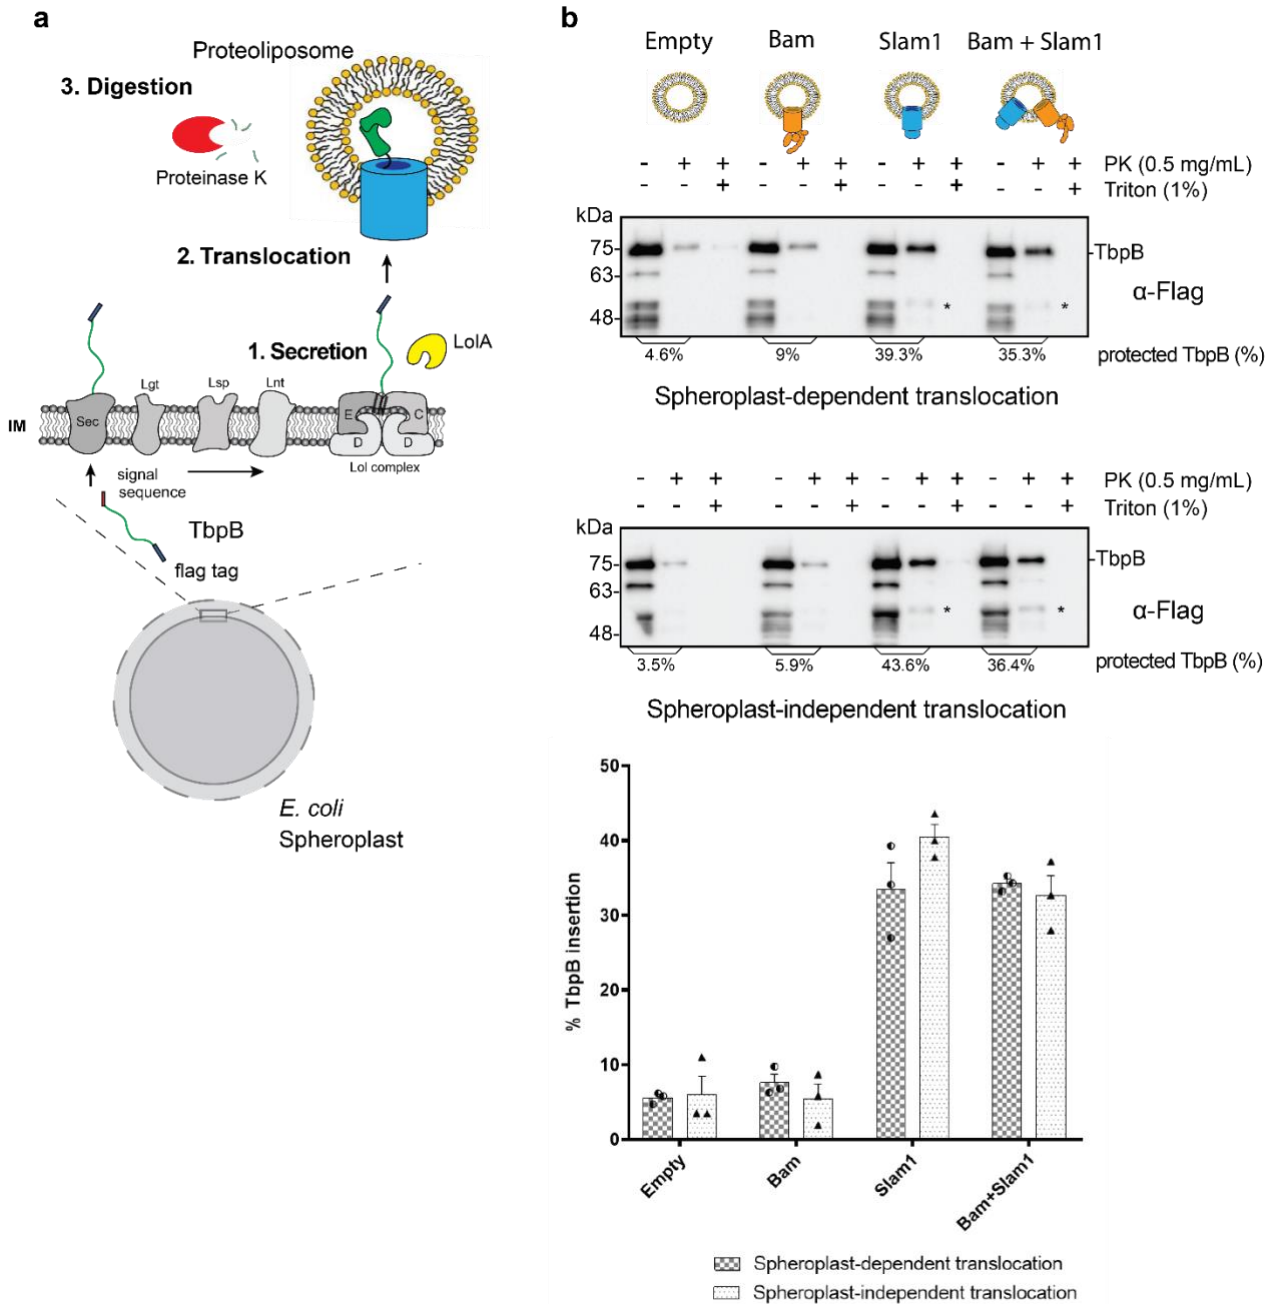 a
Proteoliposome
3. Digestion
Proteinase K
2. Translocation
1. Secretion
LolA
Lgt
Lsp
Lnt
IM
Sec
E
C
D
D
Lol complex
signal
sequence
TbpB
flag tag
E. coli
Spheroplast
b
Empty Bam Slam1 Bam + Slam1
- + + - + + - + + - + + PK (0.5 mg/mL)
- - + - - + - - + - - + Triton (1%)
kDa
75- -TbpB
63-
* * α-Flag
48-
4.6% 9% 39.3% 35.3% protected TbpB (%)
Spheroplast-dependent translocation
- + + - + + - + + - + + PK (0.5 mg/mL)
- - + - - + - - + - - + Triton (1%)
kDa
75- -TbpB
63-
* * α-Flag
48-
3.5% 5.9% 43.6% 36.4% protected TbpB (%)
Spheroplast-independent translocation
% TbpB insertion
50
40
30
20
10
0
Empty Bam Slam1 Bam+Slam1
Spheroplast-dependent translocation
Spheroplast-independent translocation